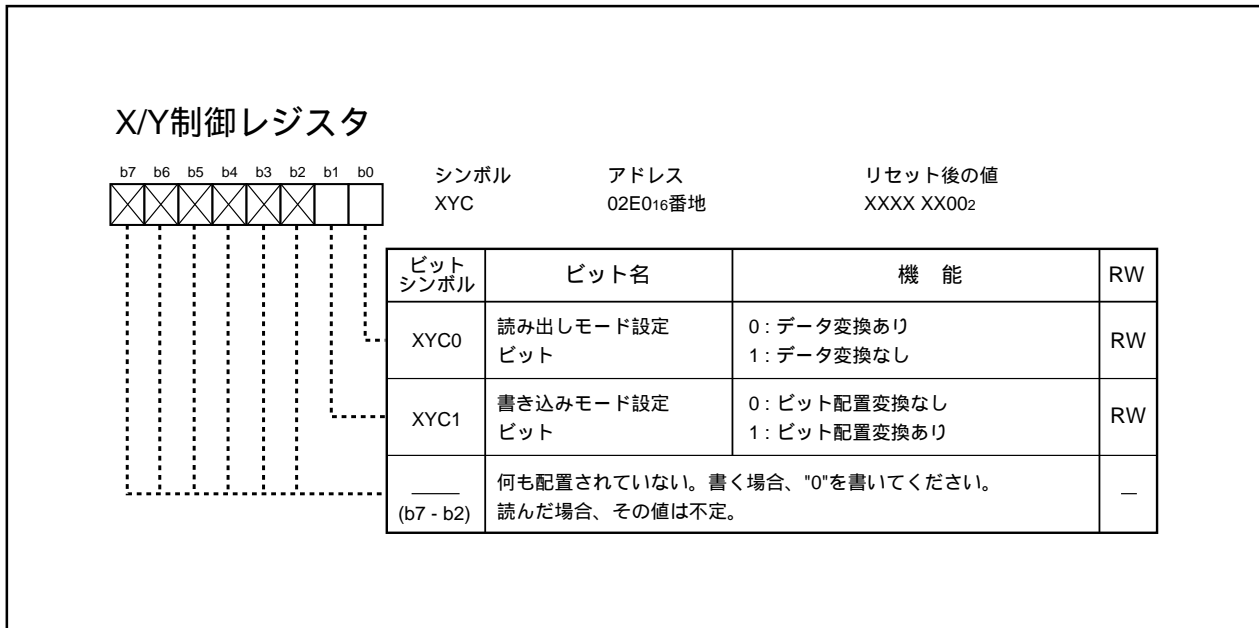 X/Y制御レジスタ
b7 b6 b5 b4 b3 b2 b1 b0
シンボル アドレス リセット後の値
XYC 02E016番地 XXXX XX002
ビット
シンボル
ビット名 機 能 RW
XYC0
読み出しモード設定
ビット
0 : データ変換あり
1 : データ変換なし
RW
XYC1
書き込みモード設定
ビット
0 : ビット配置変換なし
1 : ビット配置変換あり
RW
(b7 - b2)
何も配置されていない。書く場合、"0"を書いてください。
読んだ場合、その値は不定。
—